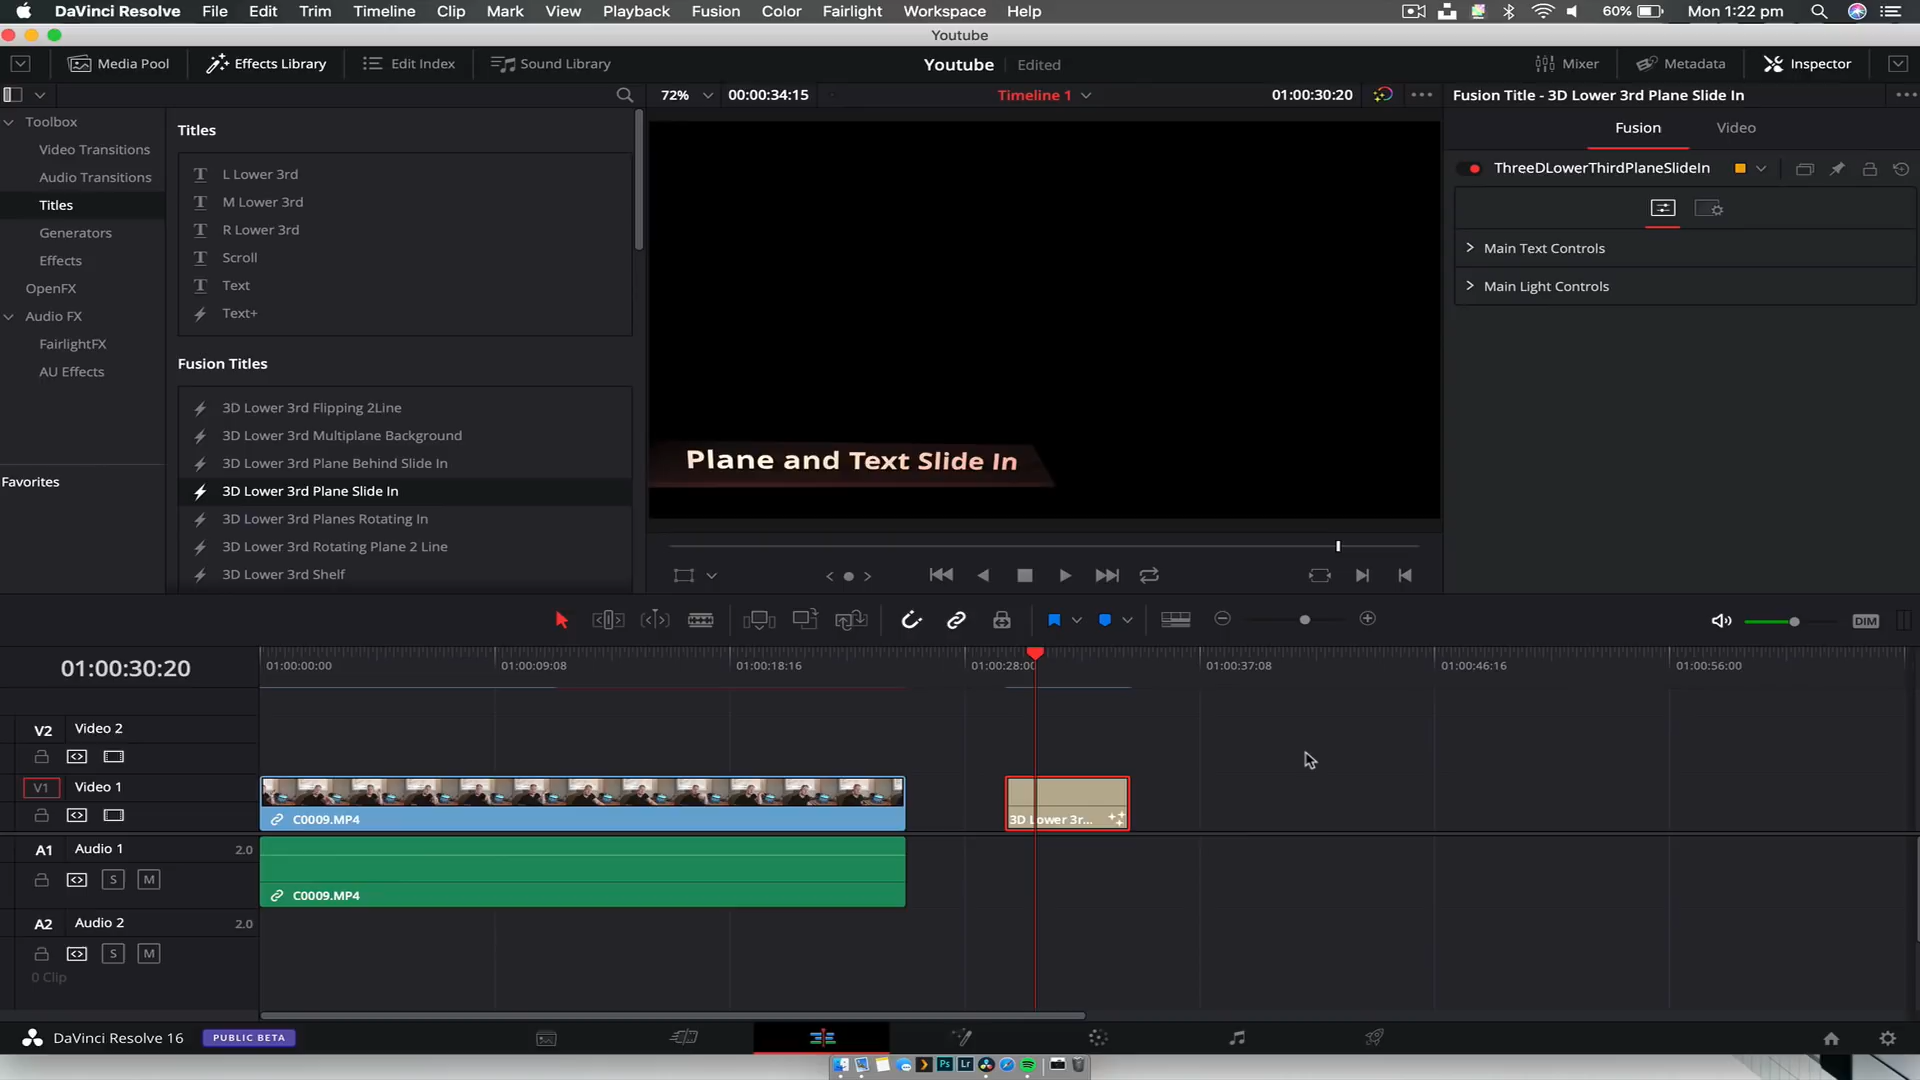 DaVinci Resolve File Edit Trim Timeline Clip Mark View Playback Fusion Color Fairlight Workspace Help 60% Mon 1:22 pm
Youtube
Media Pool Effects Library Edit Index Sound Library Youtube Edited Mixer Metadata Inspector
72% 00:00:34:15 Timeline 1 01:00:30:20 Fusion Title - 3D Lower 3rd Plane Slide In
Toolbox
Video Transitions
Audio Transitions
Titles
Generators
Effects
OpenFX
Audio FX
FairlightFX
AU Effects
Favorites
Titles
L Lower 3rd
M Lower 3rd
R Lower 3rd
Scroll
Text
Text+
Fusion Titles
3D Lower 3rd Flipping 2Line
3D Lower 3rd Multiplane Background
3D Lower 3rd Plane Behind Slide In
3D Lower 3rd Plane Slide In
3D Lower 3rd Planes Rotating In
3D Lower 3rd Rotating Plane 2 Line
3D Lower 3rd Shelf
Plane and Text Slide In
Fusion Video
ThreeDLowerThirdPlaneSlideIn
Main Text Controls
Main Light Controls
DIM
01:00:30:20 01:00:00:00 01:00:09:08 01:00:18:16 01:00:28:00 01:00:37:08 01:00:46:16 01:00:56:00
V2 Video 2
V1 Video 1
C0009.MP4 3D Lower 3r...
A1 Audio 1 2.0
S M
C0009.MP4
A2 Audio 2 2.0
S M
0 Clip
DaVinci Resolve 16 PUBLIC BETA
Ps Lr